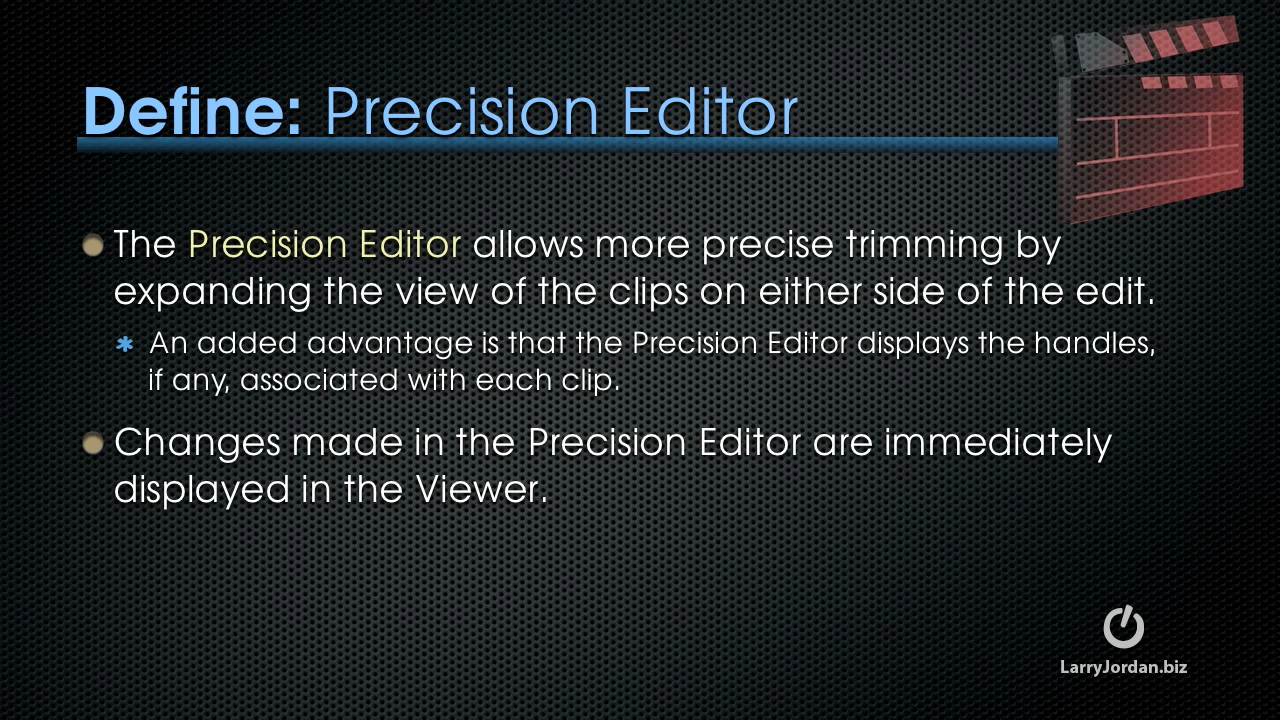 Define: Precision Editor
The Precision Editor allows more precise trimming by
expanding the view of the clips on either side of the edit.
✱ An added advantage is that the Precision Editor displays the handles,
if any, associated with each clip.
Changes made in the Precision Editor are immediately
displayed in the Viewer.
LarryJordan.biz